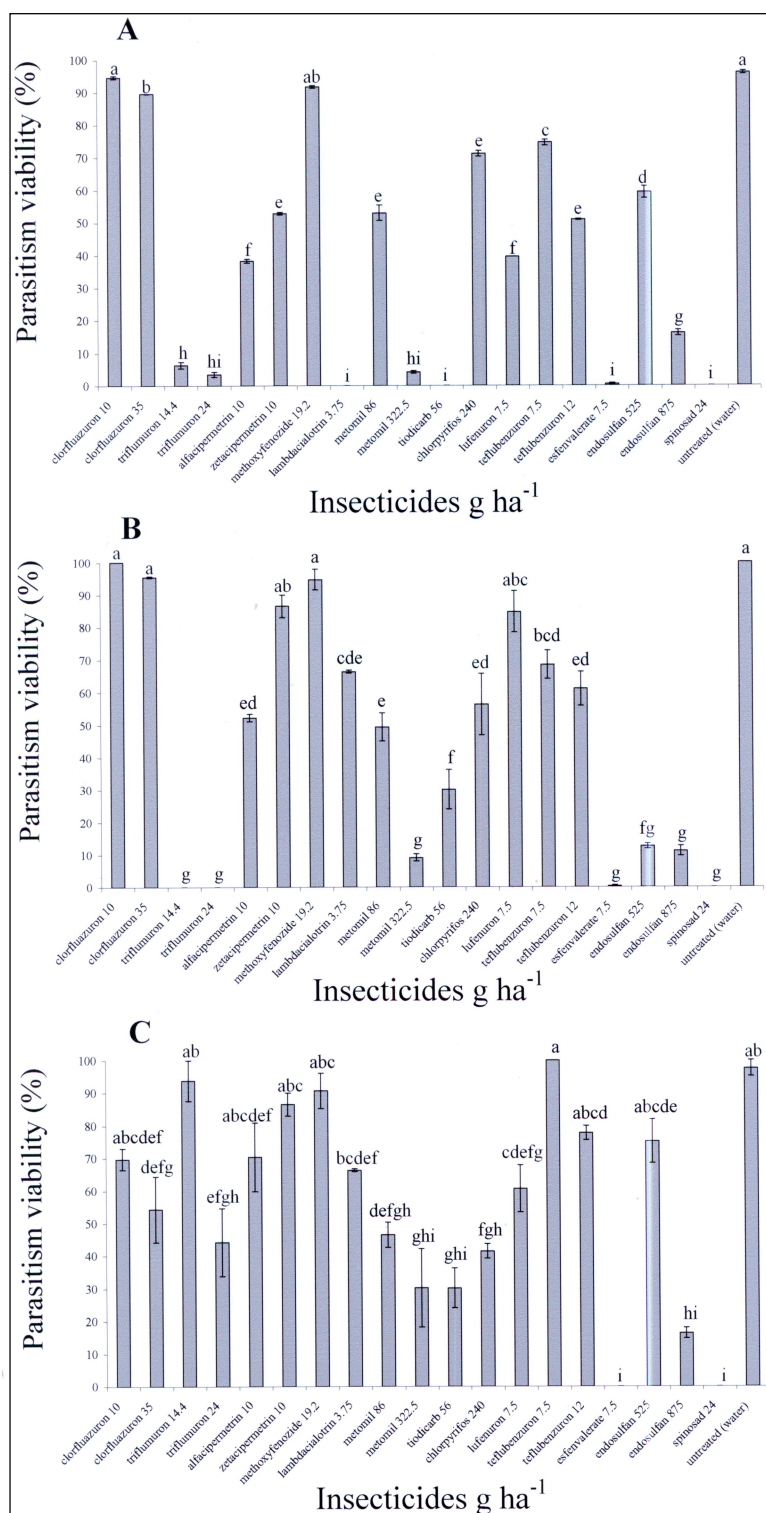 A
Parasitism viability (%)
100
90
80
70
60
50
40
30
20
10
0
a
b
h
hi
f
e
ab
i
e
hi
i
e
f
c
e
i
d
g
i
a
clorfluazuron 10
clorfluazuron 35
triflumuron 14.4
triflumuron 24
alfacipermetrin 10
zetacipermetrin 10
methoxyfenozide 19.2
lambdacialotrin 3.75
metomil 86
metomil 322.5
tiodicarb 56
chlorpyrifos 240
lufenuron 7.5
teflubenzuron 7.5
teflubenzuron 12
esfenvalerate 7.5
endosulfan 525
endosulfan 875
spinosad 24
untreated (water)
Insecticides g ha-1
B
Parasitism viability (%)
100
90
80
70
60
50
40
30
20
10
0
a
a
g
g
ed
ab
a
cde
e
g
f
ed
abc
bcd
ed
g
fg
g
g
a
clorfluazuron 10
clorfluazuron 35
triflumuron 14.4
triflumuron 24
alfacipermetrin 10
zetacipermetrin 10
methoxyfenozide 19.2
lambdacialotrin 3.75
metomil 86
metomil 322.5
tiodicarb 56
chlorpyrifos 240
lufenuron 7.5
teflubenzuron 7.5
teflubenzuron 12
esfenvalerate 7.5
endosulfan 525
endosulfan 875
spinosad 24
untreated (water)
Insecticides g ha-1
C
Parasitism viability (%)
100
90
80
70
60
50
40
30
20
10
0
abcdef
defg
ab
efgh
abcdef
abc
abc
bcdef
defgh
ghi
ghi
fgh
cdefg
a
abcd
i
abcde
hi
i
ab
clorfluazuron 10
clorfluazuron 35
triflumuron 14.4
triflumuron 24
alfacipermetrin 10
zetacipermetrin 10
methoxyfenozide 19.2
lambdacialotrin 3.75
metomil 86
metomil 322.5
tiodicarb 56
chlorpyrifos 240
lufenuron 7.5
teflubenzuron 7.5
teflubenzuron 12
esfenvalerate 7.5
endosulfan 525
endosulfan 875
spinosad 24
untreated (water)
Insecticides g ha-1